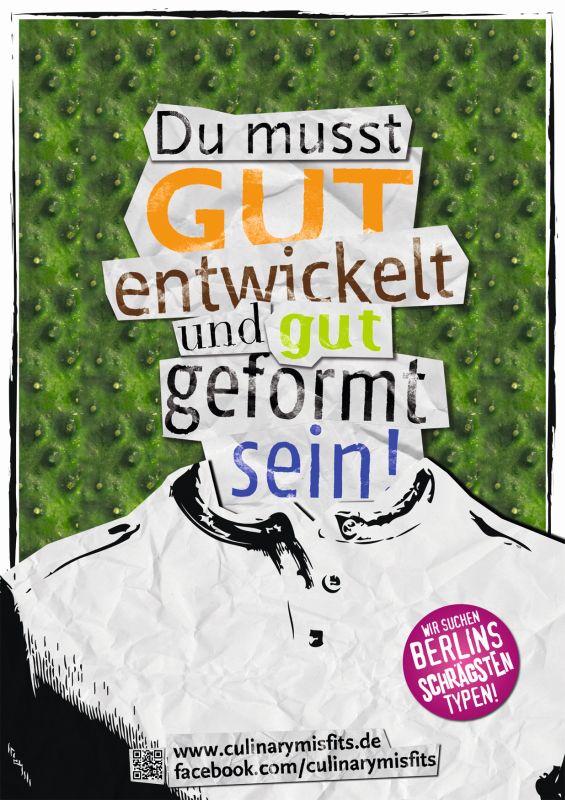 Du musst
GUT
entwickelt
und gut
geformt
sein!
WIR SUCHEN
BERLINS
SCHRÄGSTEN
TYPEN!
www.culinarymisfits.de
facebook.com/culinarymisfits